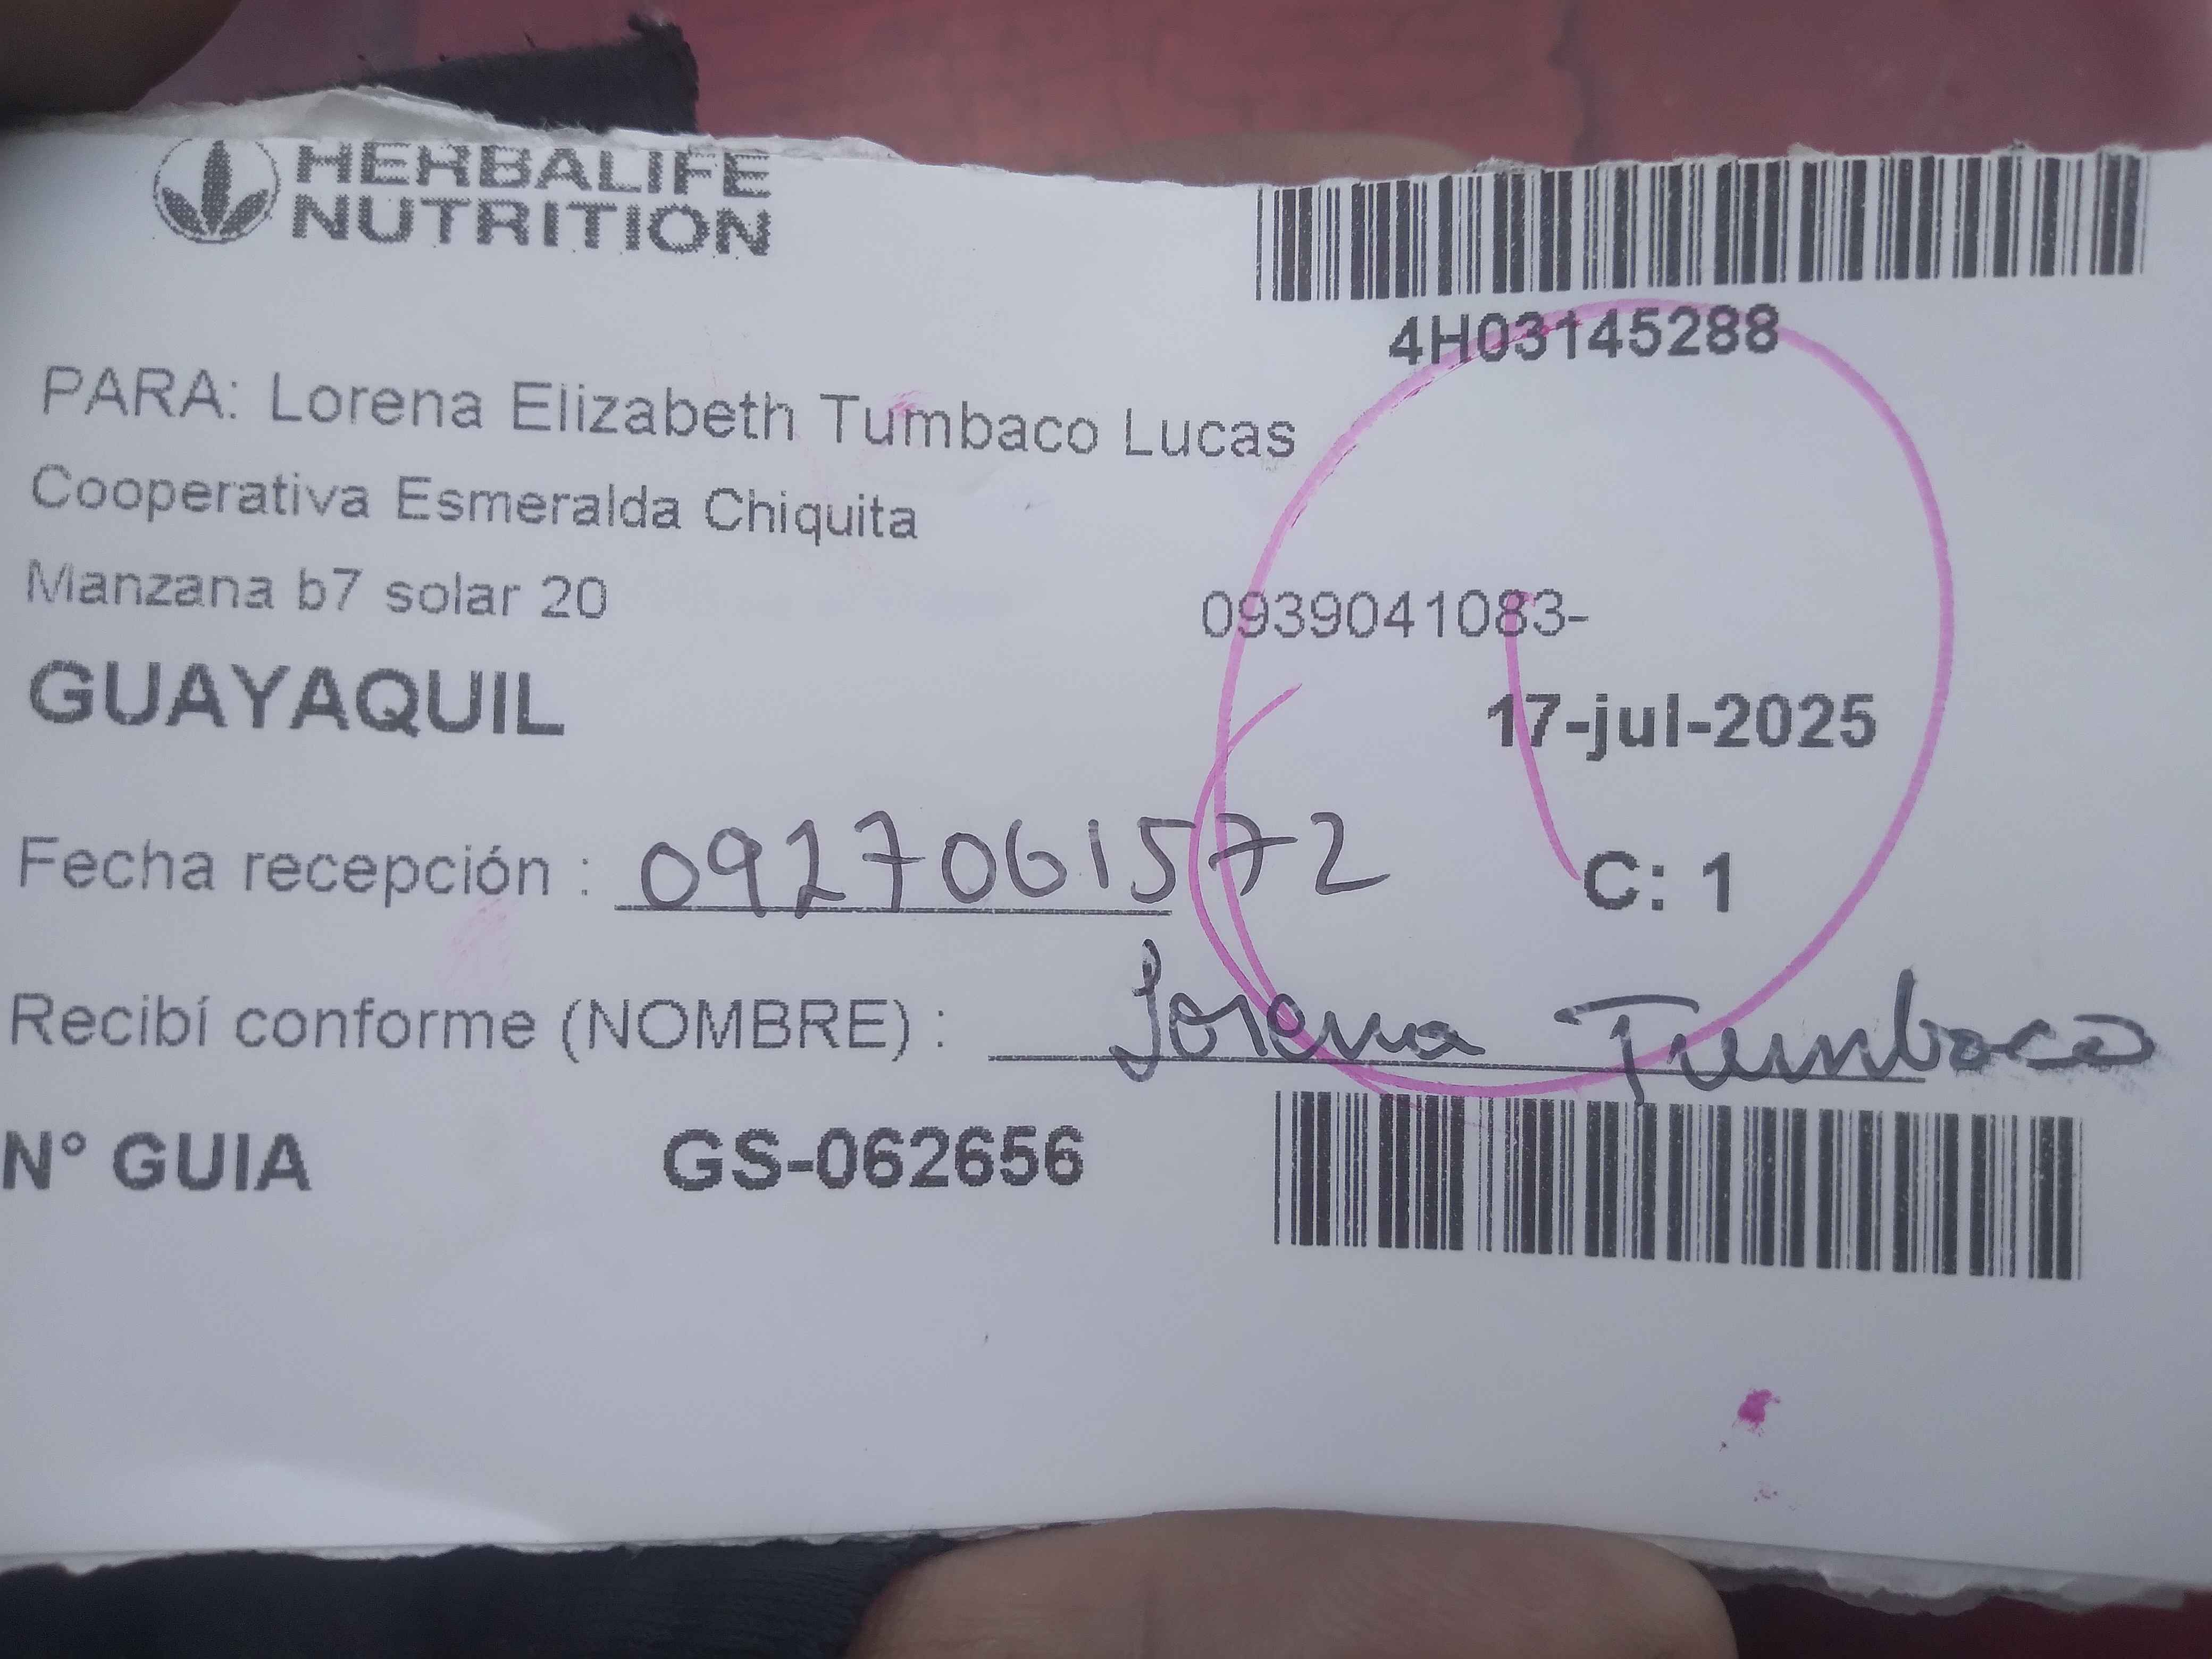 HERBALIFE
NUTRITION
4H03145288
PARA: Lorena Elizabeth Tumbaco Lucas
Cooperativa Esmeralda Chiquita
Manzana b7 solar 20
0939041083-
GUAYAQUIL
17-jul-2025
Fecha recepción : 0927061572
C: 1
Recibí conforme (NOMBRE) : Lorena Tumbaco
N° GUIA GS-062656